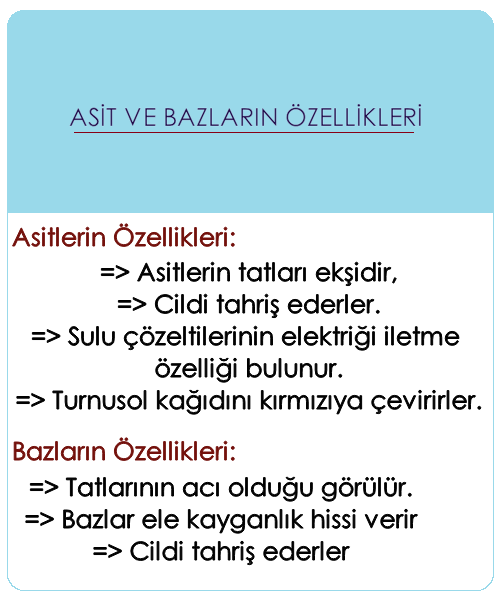 ASİT VE BAZLARIN ÖZELLİKLERİ
Asitlerin Özellikleri:
=> Asitlerin tatları ekşidir,
=> Cildi tahriş ederler.
=> Sulu çözeltilerinin elektriği iletme
özelliği bulunur.
=> Turnusol kağıdını kırmızıya çevirirler.
Bazların Özellikleri:
=> Tatlarının acı olduğu görülür.
=> Bazlar ele kayganlık hissi verir
=> Cildi tahriş ederler